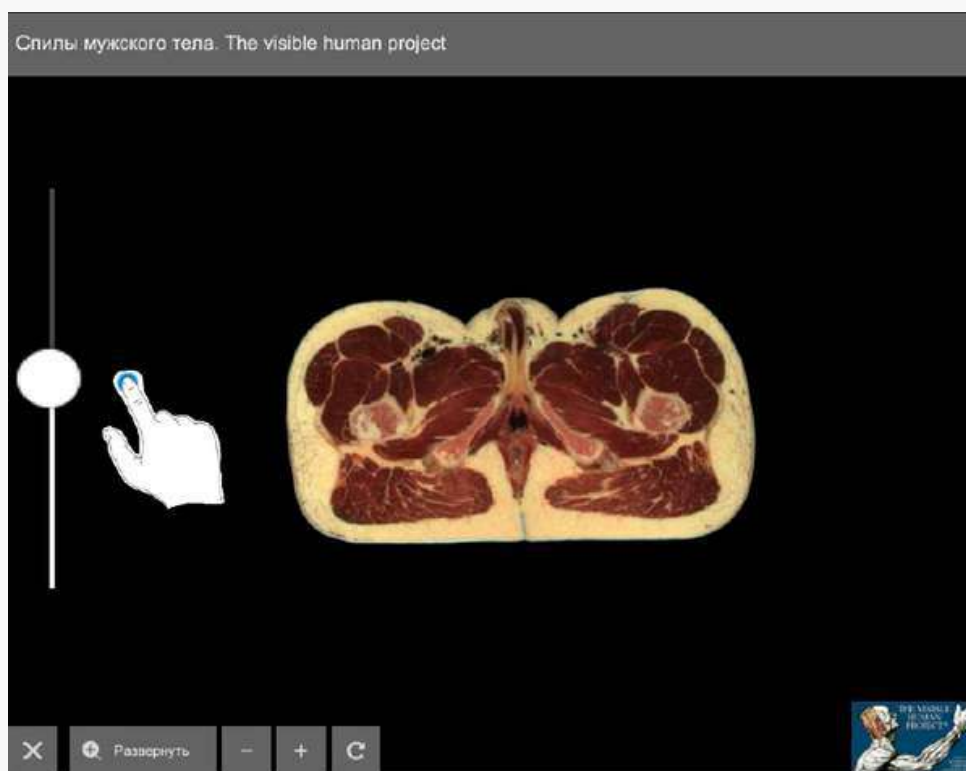 Спилы мужского тела. The visible human project
THE VISIBLE
HUMAN
PROJECT
Развернуть